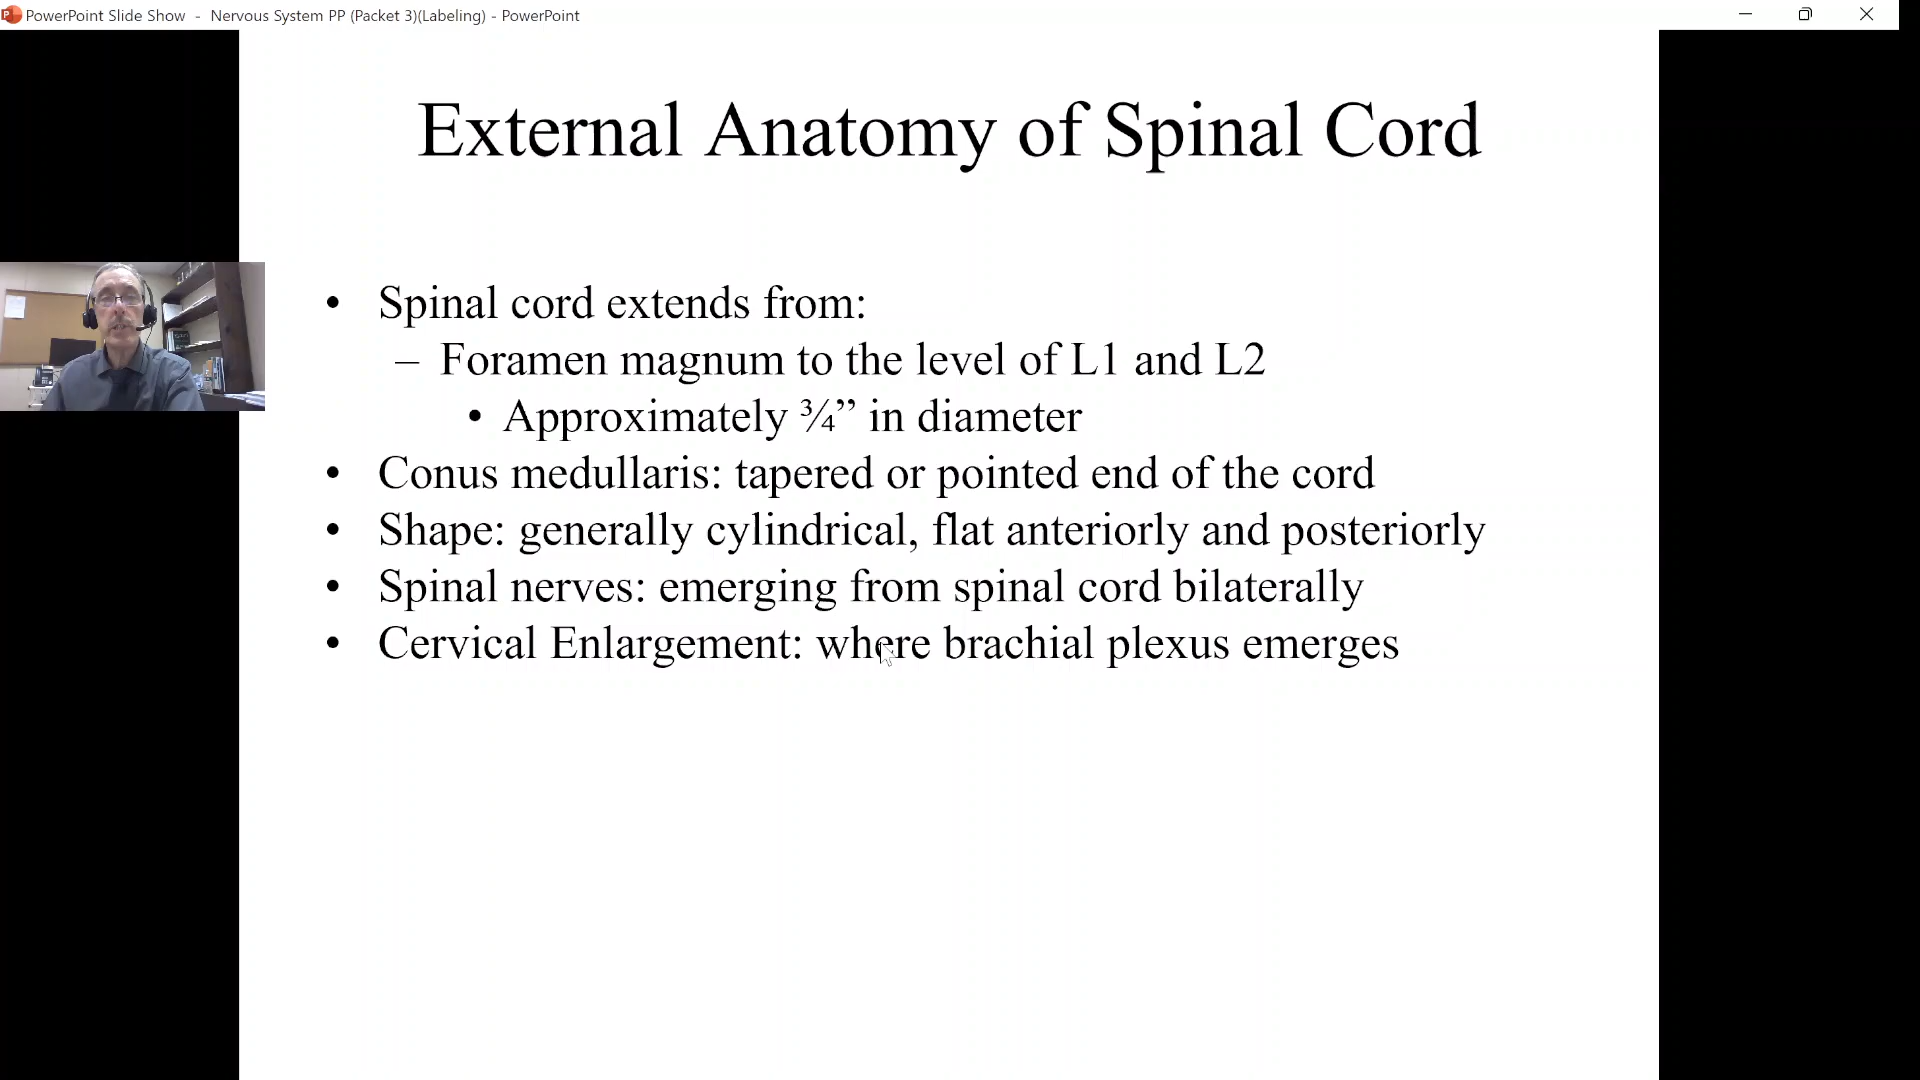 PowerPoint Slide Show - Nervous System PP (Packet 3)(Labeling) - PowerPoint
External Anatomy of Spinal Cord
• Spinal cord extends from:
– Foramen magnum to the level of L1 and L2
• Approximately ¾” in diameter
• Conus medullaris: tapered or pointed end of the cord
• Shape: generally cylindrical, flat anteriorly and posteriorly
• Spinal nerves: emerging from spinal cord bilaterally
• Cervical Enlargement: where brachial plexus emerges